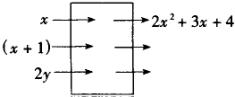 x 2x² + 3x + 4
(x + 1)
2y